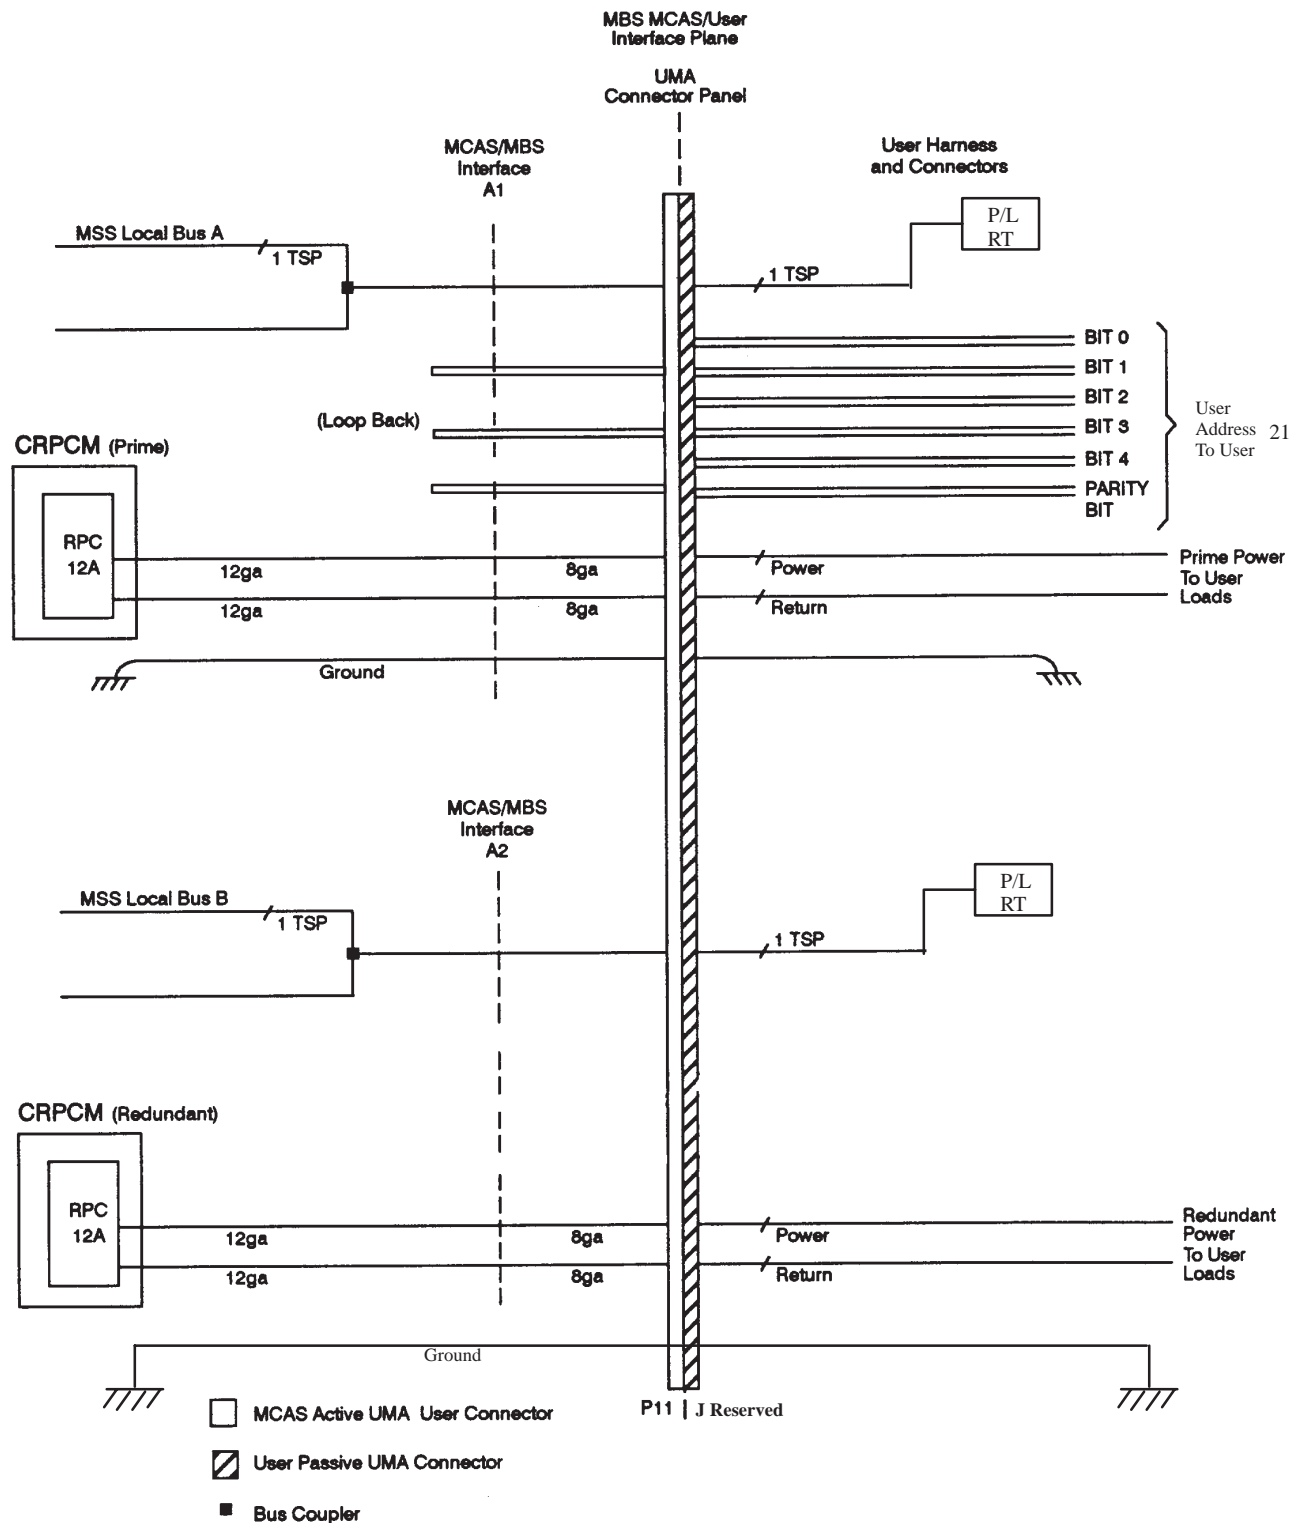 MBS MCAS/User
Interface Plane
UMA
Connector Panel
MCAS/MBS
Interface
A1
User Harness
and Connectors
P/L
RT
MSS Local Bus A
1 TSP
1 TSP
BIT 0
BIT 1
BIT 2
BIT 3
BIT 4
PARITY
BIT
User
Address
To User
21
(Loop Back)
CRPCM (Prime)
RPC
12A
12ga
8ga
Power
12ga
8ga
Return
Prime Power
To User
Loads
Ground
MCAS/MBS
Interface
A2
P/L
RT
MSS Local Bus B
1 TSP
1 TSP
CRPCM (Redundant)
RPC
12A
12ga
8ga
Power
12ga
8ga
Return
Redundant
Power
To User
Loads
Ground
P11
J Reserved
MCAS Active UMA User Connector
User Passive UMA Connector
Bus Coupler